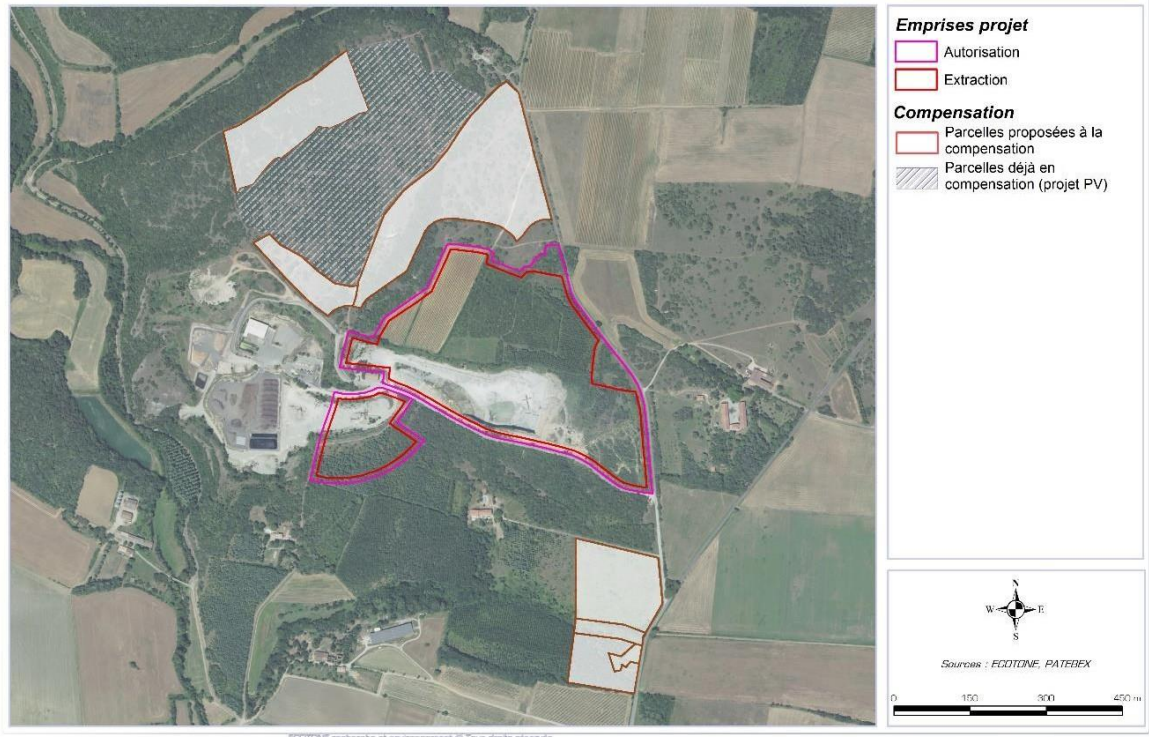 Emprises projet
Autorisation
Extraction
Compensation
Parcelles proposées à la
compensation
Parcelles déjà en
compensation (projet PV)
N
W E
S
Sources : ECOTONE, PATEBEX
0 150 300 450 m